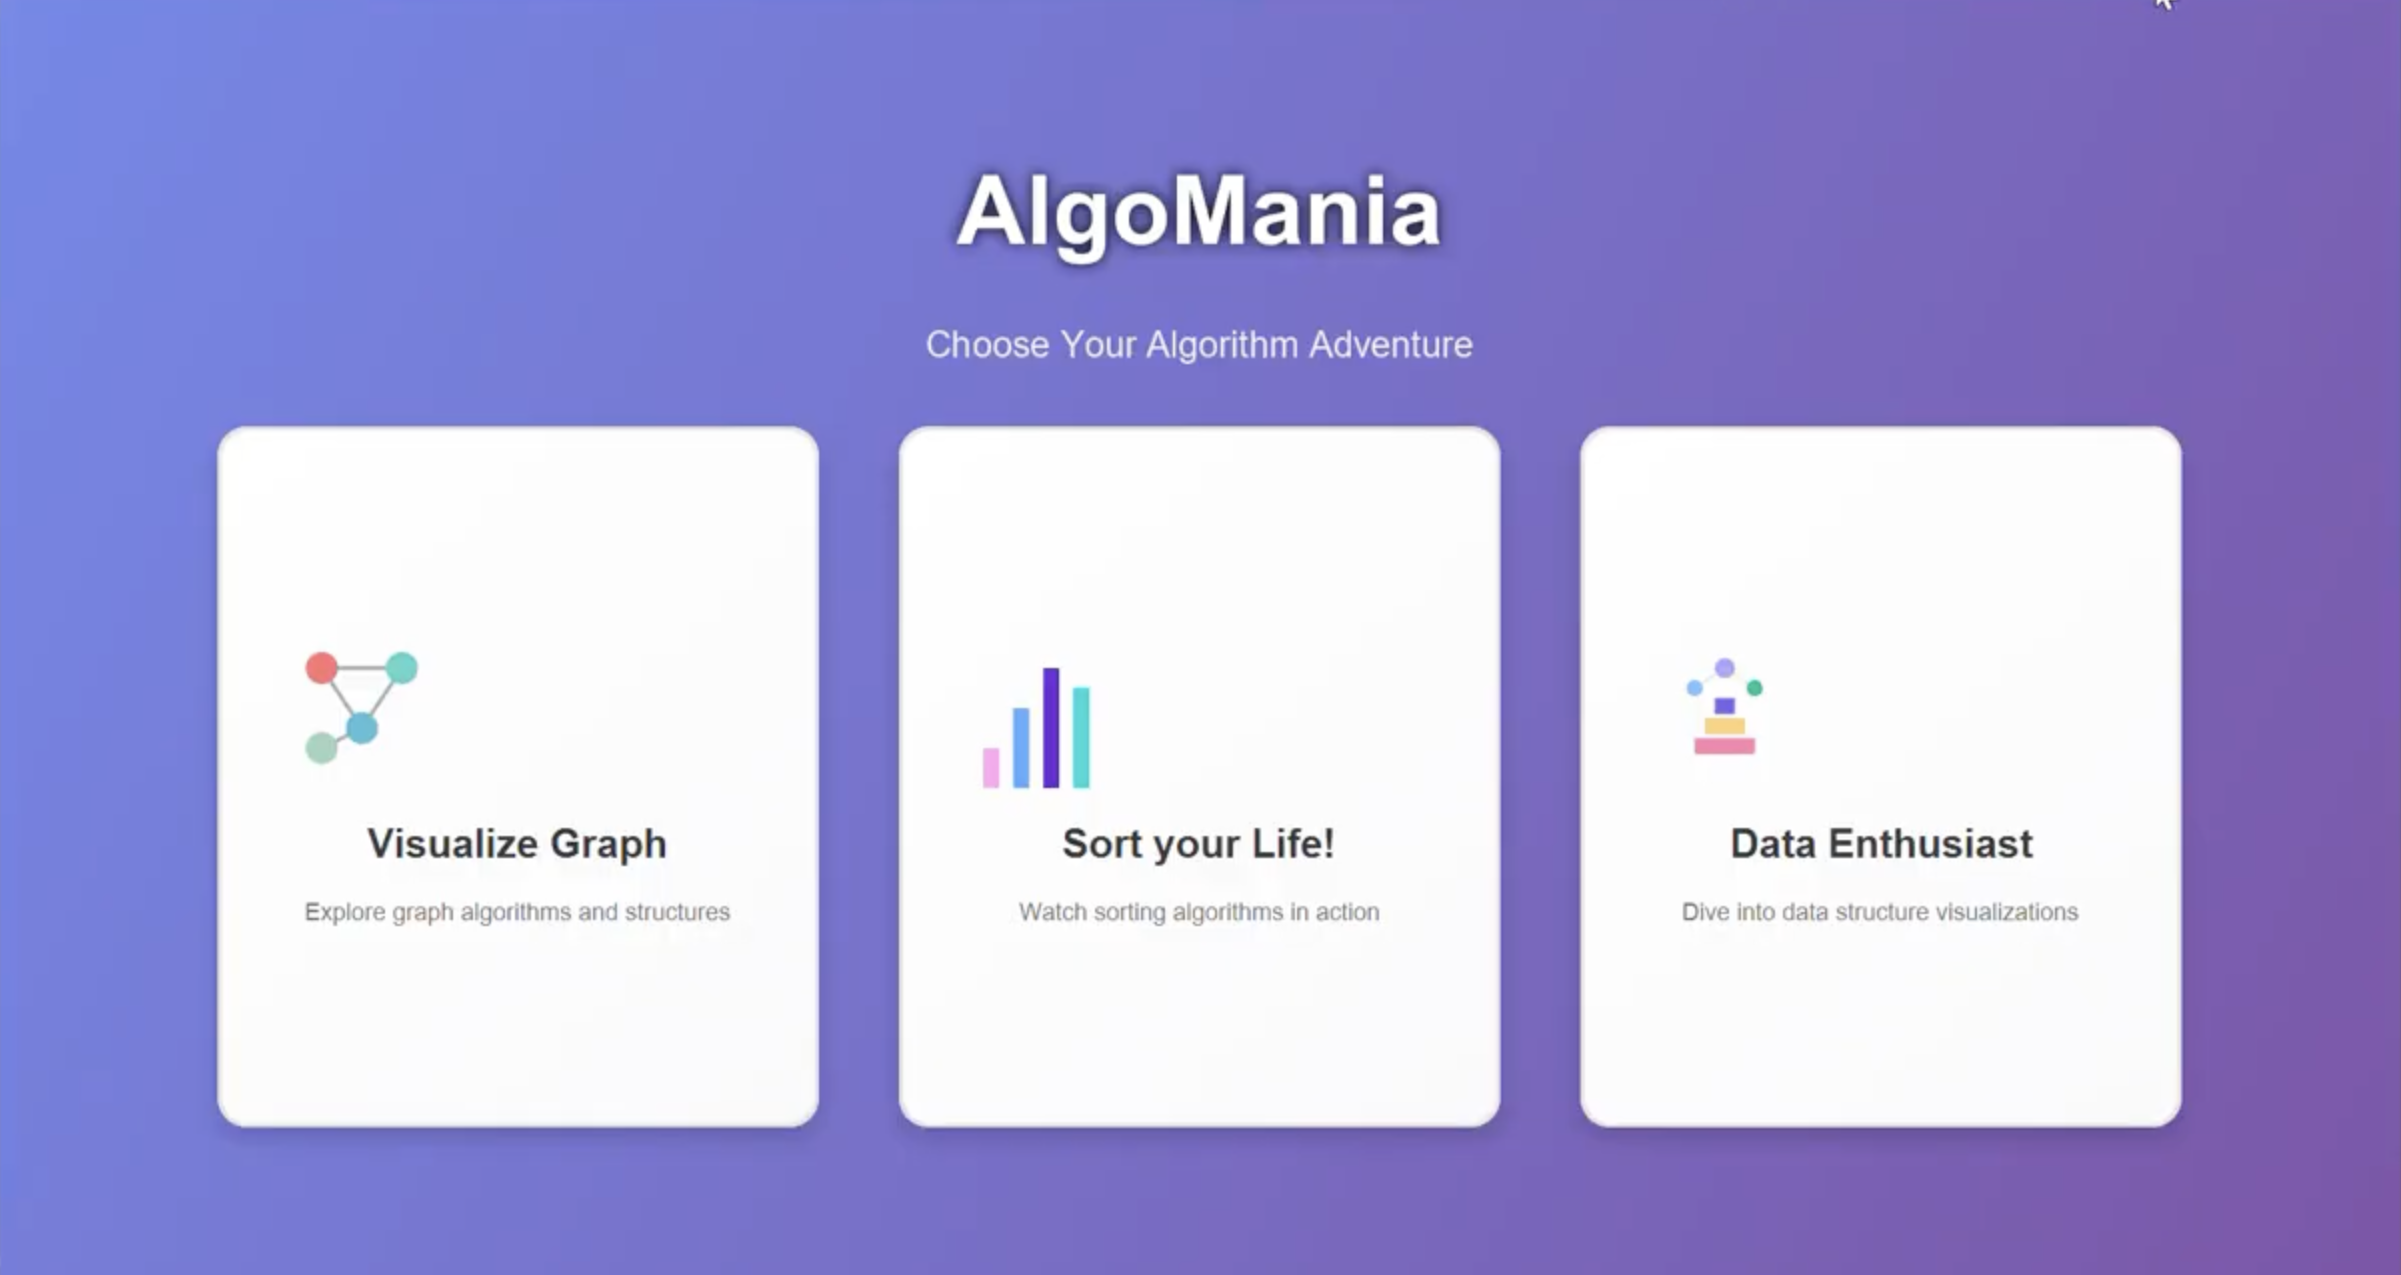 AlgoMania
Choose Your Algorithm Adventure
Visualize Graph
Explore graph algorithms and structures
Sort your Life!
Watch sorting algorithms in action
Data Enthusiast
Dive into data structure visualizations